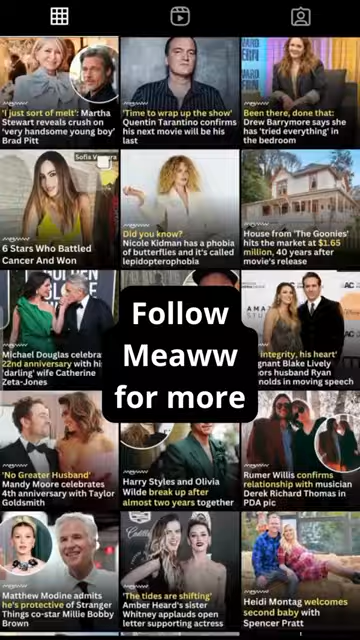 'I just sort of melt': Martha
Stewart reveals crush on
'very handsome young boy'
Brad Pitt
'Time to wrap up the show'
Quentin Tarantino confirms
his next movie will be his
last
Been there, done that:
Drew Barrymore says she
has 'tried everything' in
the bedroom
Sofia Ver
6 Stars Who Battled
Cancer And Won
Did you know?
Nicole Kidman has a phobia
of butterflies and it's called
lepidopterophobia
House from 'The Goonies'
hits the market at $1.65
million, 40 years after
movie's release
GOLDEN
Michael Douglas celebra
22nd anniversary with hi
'darling' wife Catherine
Zeta-Jones
Follow
Meaww
for more
integrity, his heart'
gnant Blake Lively
ors husband Ryan
nolds in moving speech
'No Greater Husband'
Mandy Moore celebrates
4th anniversary with Taylor
Goldsmith
Harry Styles and Olivia
Wilde break up after
almost two years together
Rumer Willis confirms
relationship with musician
Derek Richard Thomas in
PDA pic
Matthew Modine admits
he's protective of Stranger
Things co-star Millie Bobby
Brown
'The tides are shifting'
Amber Heard's sister
Whitney applauds open
letter supporting actress
Heidi Montag welcomes
second baby with
Spencer Pratt